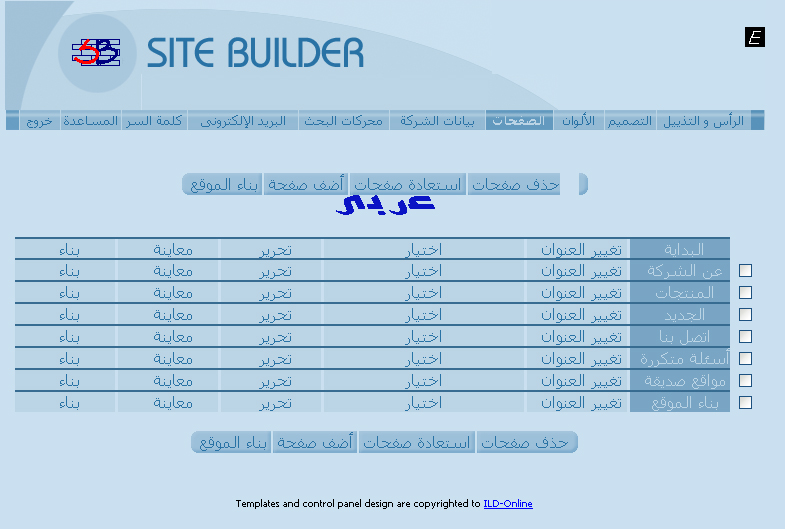 SB SITE BUILDER
E
الرأس و التذييل التصميم الألوان الصفحات بيانات الشركة محركات البحث البريد الإلكترونى كلمة السر المساعدة خروج
حذف صفحات استعادة صفحات أضف صفحة بناء الموقع
عربي
البداية تغيير العنوان اختيار تحرير معاينة بناء
عن الشركة تغيير العنوان اختيار تحرير معاينة بناء
المنتجات تغيير العنوان اختيار تحرير معاينة بناء
الجديد تغيير العنوان اختيار تحرير معاينة بناء
اتصل بنا تغيير العنوان اختيار تحرير معاينة بناء
أسئلة متكررة تغيير العنوان اختيار تحرير معاينة بناء
مواقع صديقة تغيير العنوان اختيار تحرير معاينة بناء
بناء الموقع تغيير العنوان اختيار تحرير معاينة بناء
حذف صفحات استعادة صفحات أضف صفحة بناء الموقع
Templates and control panel design are copyrighted to ILD-Online